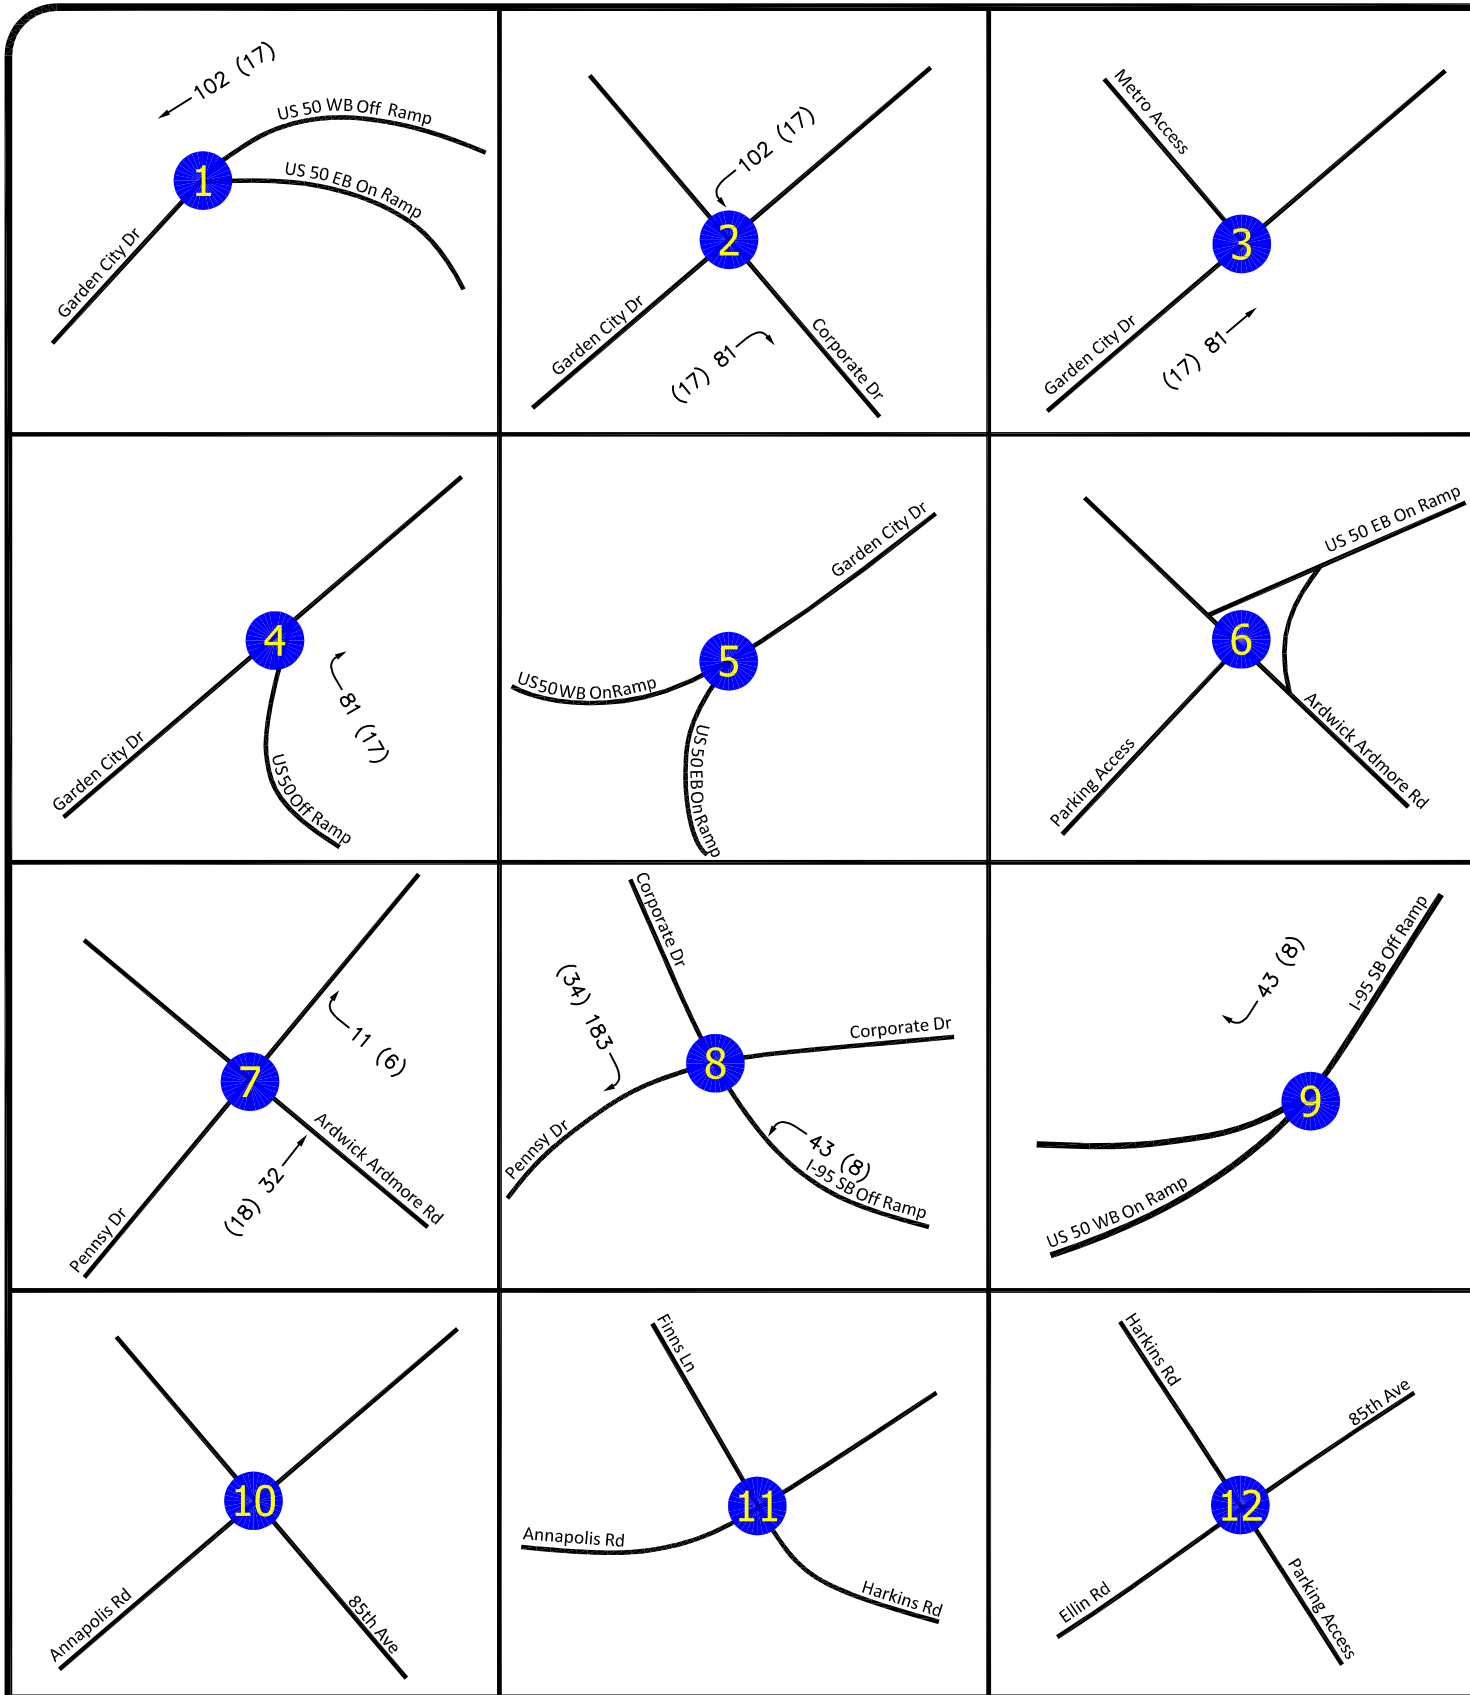 102 (17)
US 50 WB Off Ramp
1
US 50 EB On Ramp
Garden City Dr
102 (17)
2
Garden City Dr
(17) 81
Corporate Dr
Metro Access
3
Garden City Dr
(17) 81
4
81 (17)
Garden City Dr
US50Off Ramp
Garden City Dr
5
US50WB OnRamp
US50EBOnRamp
US 50 EB On Ramp
6
Parking Access
Ardwick Ardmore Rd
7
11 (6)
Ardwick Ardmore Rd
(18) 32
Pennsy Dr
Corporate Dr
(34) 183
Corporate Dr
8
Pennsy Dr
43 (8)
I-95 SBOff Ramp
43 (8)
I-95 SB Off Ramp
9
US 50 WB On Ramp
10
Annapolis Rd
85th Ave
Finns Ln
11
Annapolis Rd
Harkins Rd
Harkins Rd
85th Ave
12
Ellin Rd
Parking Access